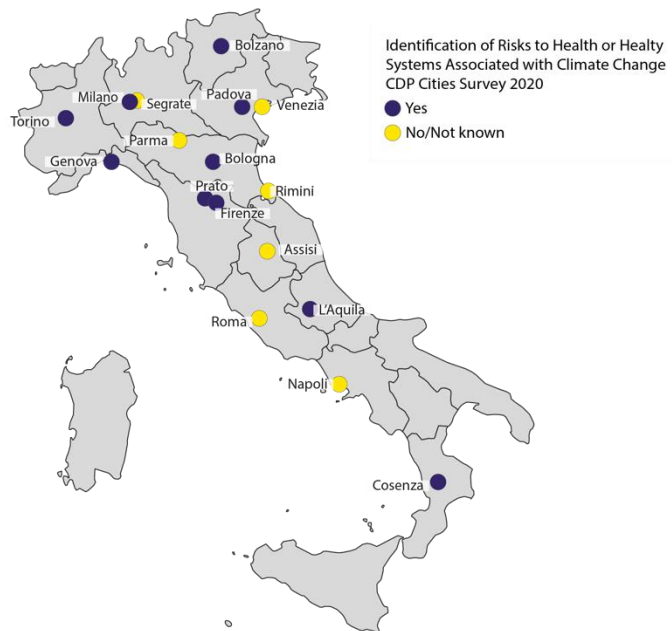 Bolzano
Identification of Risks to Health or Healty
Systems Associated with Climate Change
CDP Cities Survey 2020
Yes
No/Not known
Milano
Segrate
Padova
Venezia
Torino
Parma
Genova
Bologna
Prato
Rimini
Firenze
Assisi
L'Aquila
Roma
Napoli
Cosenza